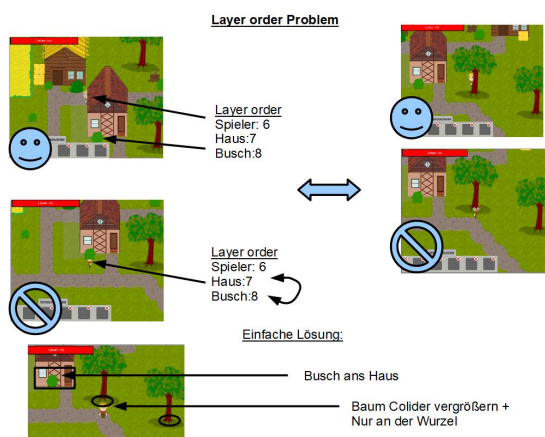 Layer order Problem
Layer order
Spieler: 6
Haus:7
Busch:8
Layer order
Spieler: 6
Haus:7
Busch:8
Einfache Lösung:
Busch ans Haus
Baum Colider vergrößern +
Nur an der Wurzel